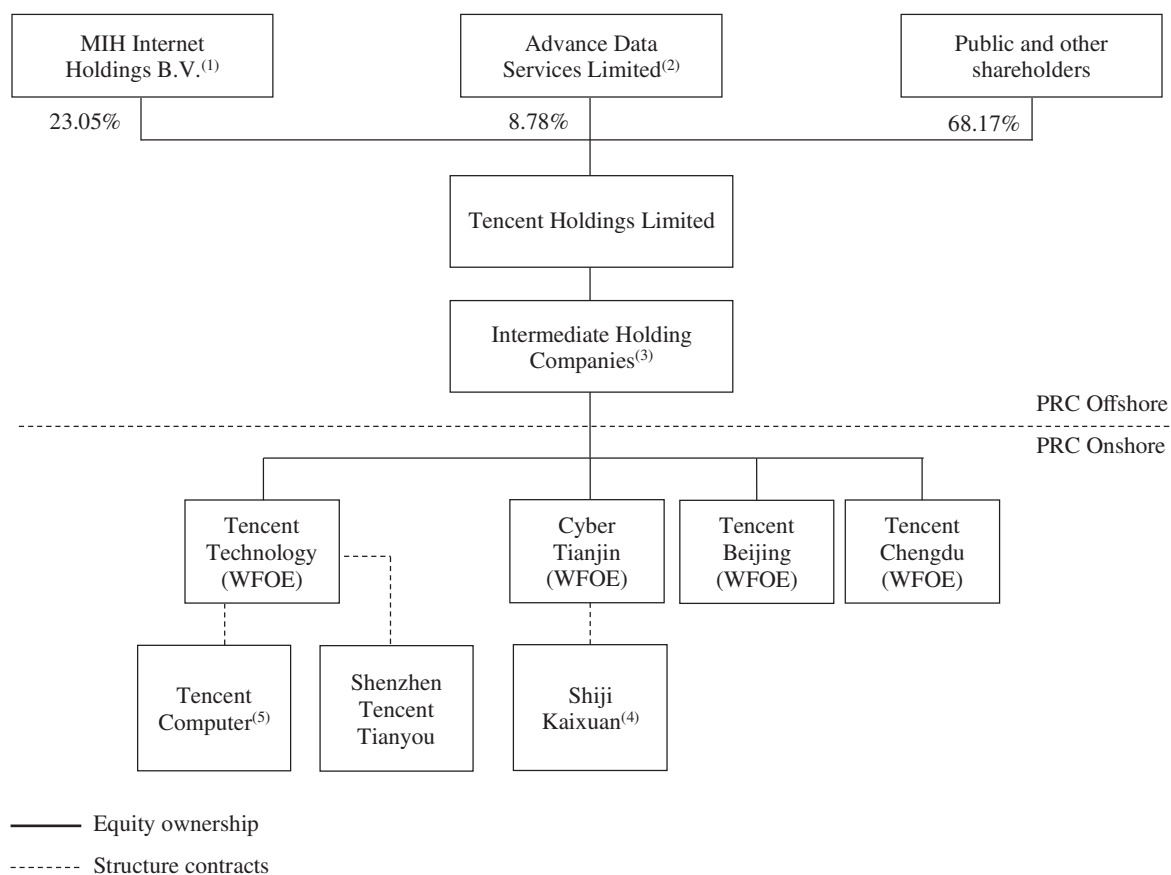 MIH Internet
Holdings B.V.(1)
Advance Data
Services Limited(2)
Public and other
shareholders
23.05%
8.78%
68.17%
Tencent Holdings Limited
Intermediate Holding
Companies(3)
PRC Offshore
PRC Onshore
Tencent
Technology
(WFOE)
Cyber
Tianjin
(WFOE)
Tencent
Beijing
(WFOE)
Tencent
Chengdu
(WFOE)
Tencent
Computer(5)
Shenzhen
Tencent
Tianyou
Shiji
Kaixuan(4)
Equity ownership
Structure contracts